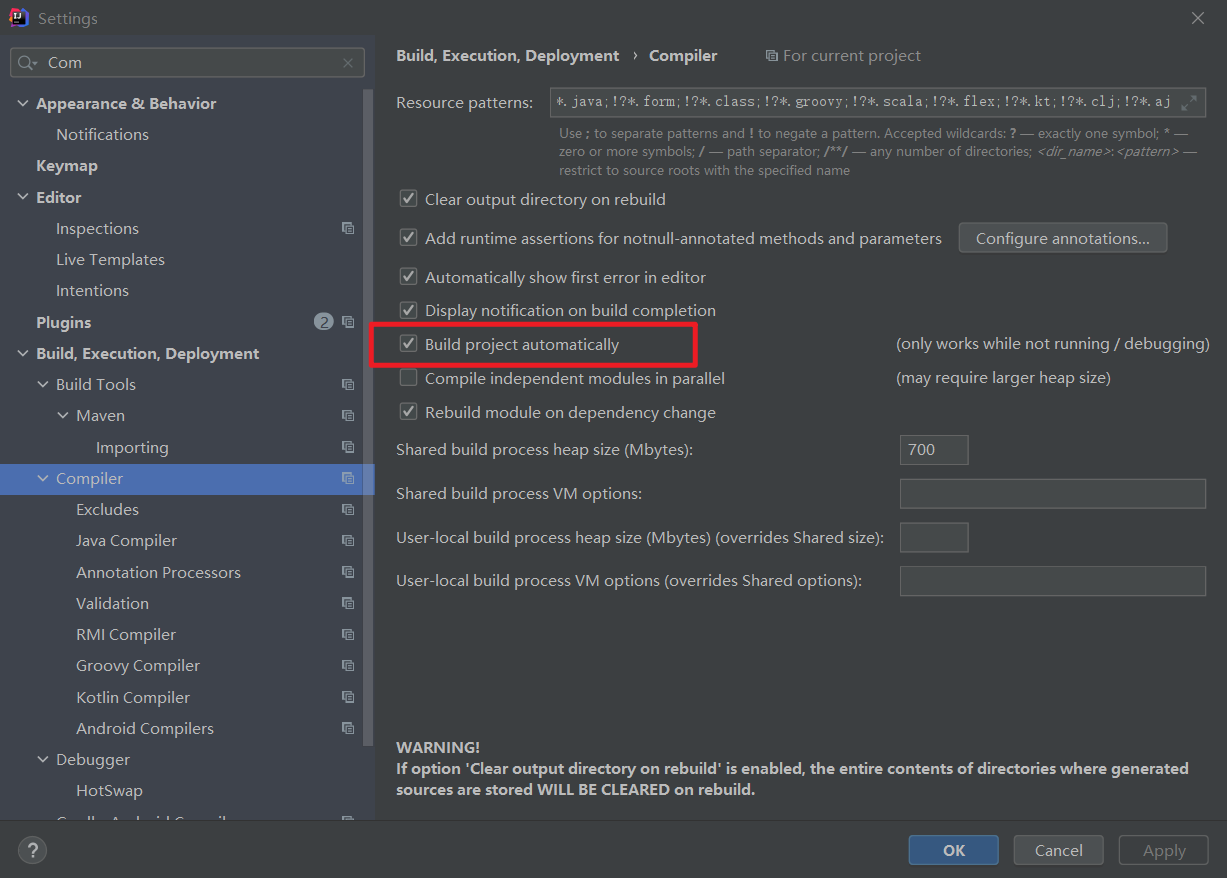 Settings
Com
Appearance & Behavior
Notifications
Keymap
Editor
Inspections
Live Templates
Intentions
Plugins 2
Build, Execution, Deployment
Build Tools
Maven
Importing
Compiler
Excludes
Java Compiler
Annotation Processors
Validation
RMI Compiler
Groovy Compiler
Kotlin Compiler
Android Compilers
Debugger
HotSwap
Build, Execution, Deployment › Compiler For current project
Resource patterns: *.java;!?*.form;!?*.class;!?*.groovy;!?*.scala;!?*.flex;!?*.kt;!?*.clj;!?*.aj
Use ; to separate patterns and ! to negate a pattern. Accepted wildcards: ? — exactly one symbol; * —
zero or more symbols; / — path separator; /**/ — any number of directories; <dir_name>:<pattern> —
restrict to source roots with the specified name
Clear output directory on rebuild
Add runtime assertions for notnull-annotated methods and parameters Configure annotations...
Automatically show first error in editor
Display notification on build completion
Build project automatically (only works while not running / debugging)
Compile independent modules in parallel (may require larger heap size)
Rebuild module on dependency change
Shared build process heap size (Mbytes): 700
Shared build process VM options:
User-local build process heap size (Mbytes) (overrides Shared size):
User-local build process VM options (overrides Shared options):
WARNING!
If option 'Clear output directory on rebuild' is enabled, the entire contents of directories where generated
sources are stored WILL BE CLEARED on rebuild.
? OK Cancel Apply